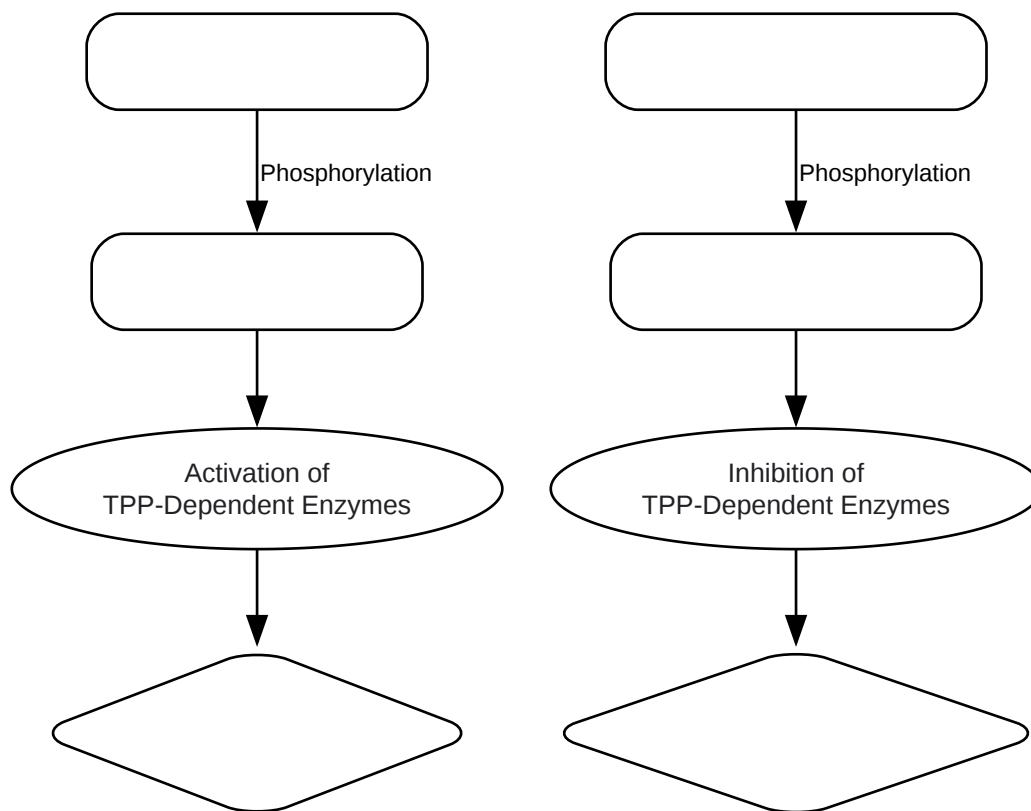 Phosphorylation
Phosphorylation
Activation of
TPP-Dependent Enzymes
Inhibition of
TPP-Dependent Enzymes